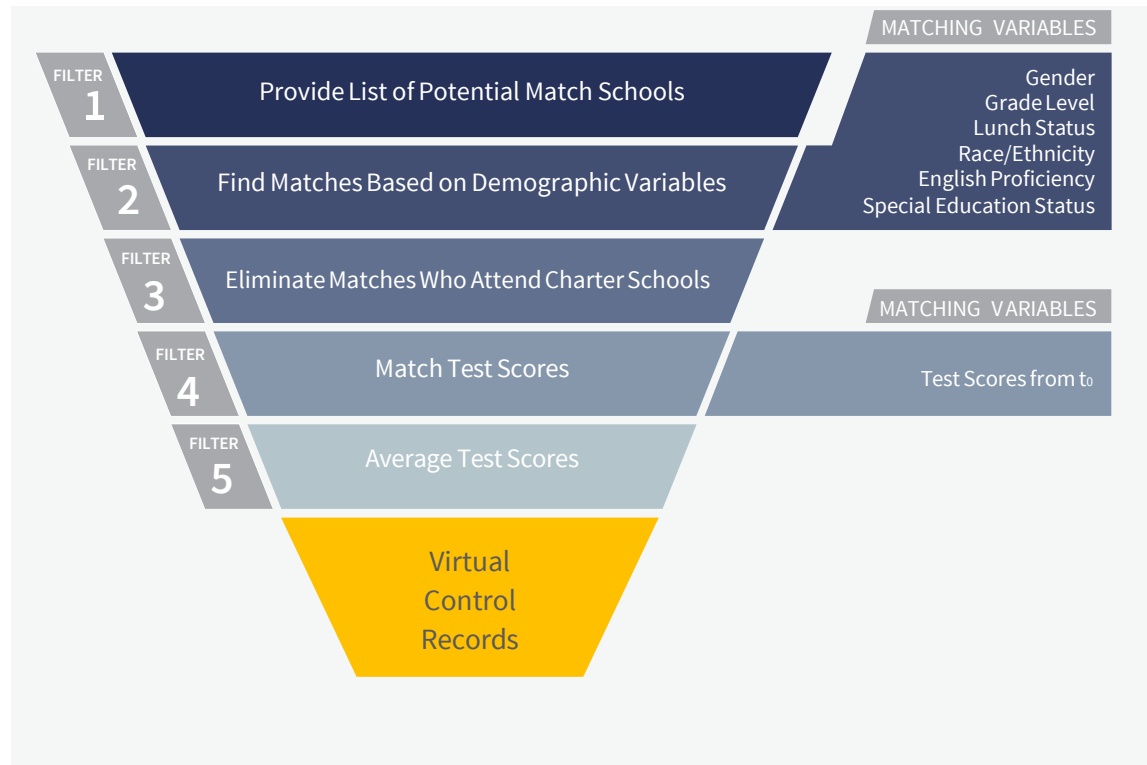 MATCHING VARIABLES
FILTER
1
Provide List of Potential Match Schools
Gender
Grade Level
Lunch Status
Race/Ethnicity
English Proficiency
Special Education Status
FILTER
2
Find Matches Based on Demographic Variables
FILTER
3
Eliminate Matches Who Attend Charter Schools
MATCHING VARIABLES
FILTER
4
Match Test Scores
Test Scores from t₀
FILTER
5
Average Test Scores
Virtual
Control
Records